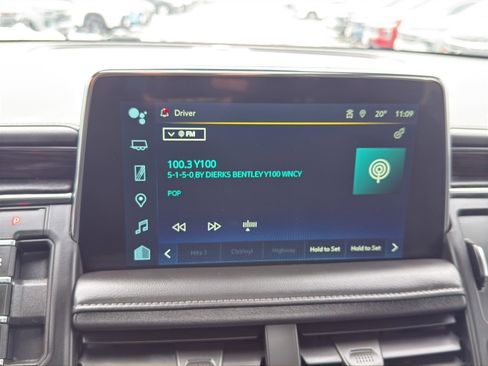 Driver
20°
11:09
FM
100.3 Y100
5-1-5-0 BY DIERKS BENTLEY Y100 WNCY
POP
Hits 1
Highway
Hold to Set
Hold to Set
P